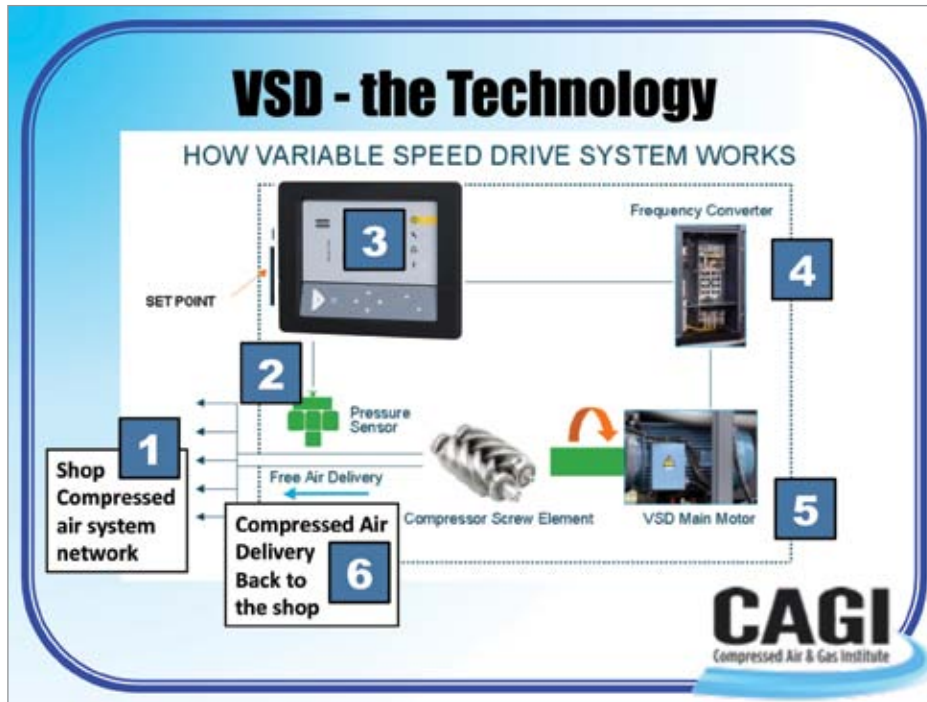 VSD - the Technology
HOW VARIABLE SPEED DRIVE SYSTEM WORKS
Frequency Converter
3
4
SET POINT
2
Pressure
Sensor
1
Shop
Compressed
air system
network
Free Air Delivery
Compressor Screw Element
VSD Main Motor
5
Compressed Air
Delivery
Back to
the shop
6
CAGI
Compressed Air & Gas Institute